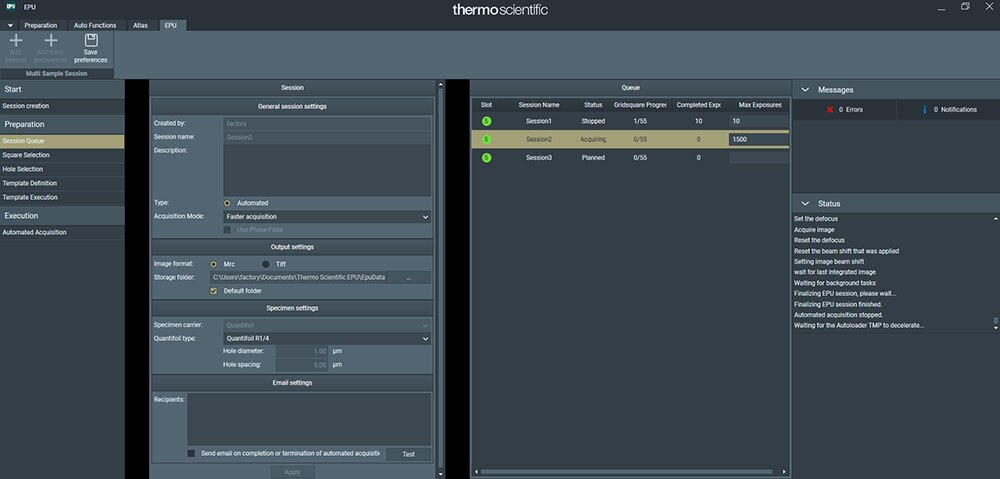 EPU EPU
thermo scientific
Preparation Auto Functions Atlas EPU
Add Session
Add from preferences
Save preferences
Multi Sample Session
Start
Session creation
Preparation
Session Queue
Square Selection
Hole Selection
Template Definition
Template Execution
Execution
Automated Acquisition
Session
General session settings
Created by: factory
Session name: Session2
Description:
Type: Automated
Acquisition Mode: Faster acquisition
Use Phase Plate
Output settings
Image format: Mrc Tiff
Storage folder: C:\Users\factory\Documents\Thermo Scientific EPU\EpuData ...
Default folder
Specimen settings
Specimen carrier: Quantifoil
Quantifoil type: Quantifoil R1/4
Hole diameter: 1.00 μm
Hole spacing: 5.00 μm
Email settings
Recipients:
Send email on completion or termination of automated acquisitio
Test
Apply
Queue
Slot Session Name Status Gridsquare Progres Completed Expo Max Exposures
5 Session1 Stopped 1/55 10 10
5 Session2 Acquiring 0/55 0 1500
Session3 Planned 0/55 0
Messages
0 Errors 0 Notifications
Status
Set the defocus
Acquire image
Reset the defocus
Reset the beam shift that was applied
Setting image beam shift
wait for last integrated image
Waiting for background tasks
Finalizing EPU session, please wait...
Finalizing EPU session finished.
Automated acquisition stopped.
Waiting for the Autoloader TMP to decelerate...